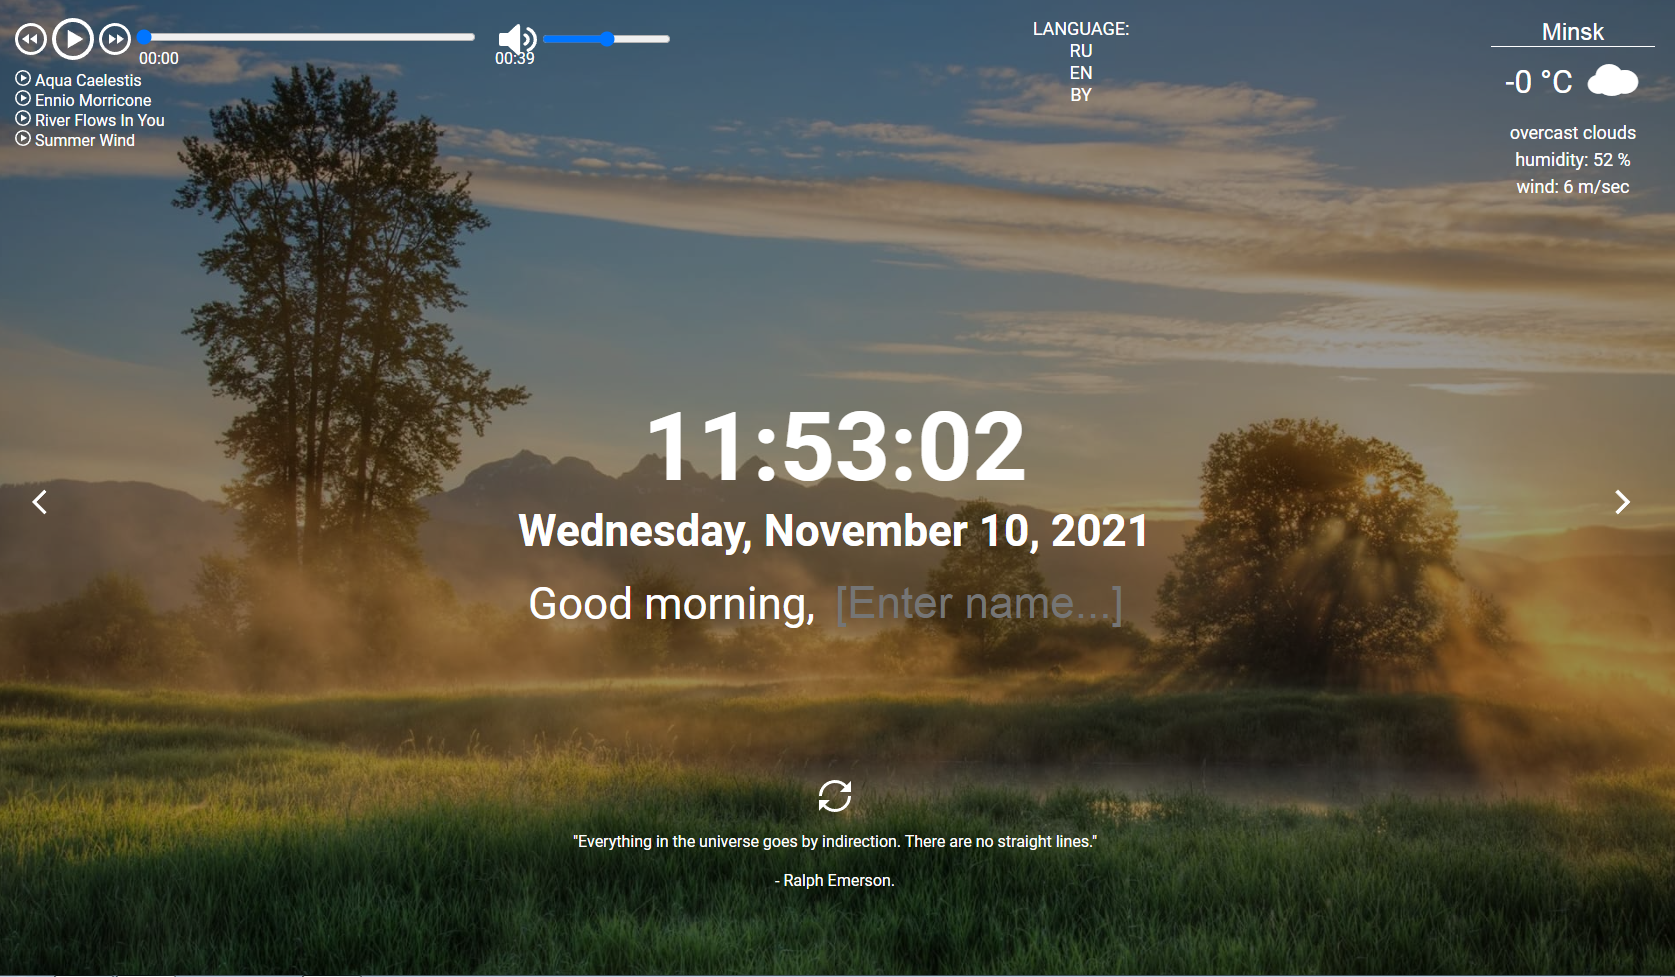 00:00
00:39
Aqua Caelestis
Ennio Morricone
River Flows In You
Summer Wind
LANGUAGE:
RU
EN
BY
Minsk
-0 °C
overcast clouds
humidity: 52 %
wind: 6 m/sec
11:53:02
Wednesday, November 10, 2021
Good morning, [Enter name...]
"Everything in the universe goes by indirection. There are no straight lines."
- Ralph Emerson.